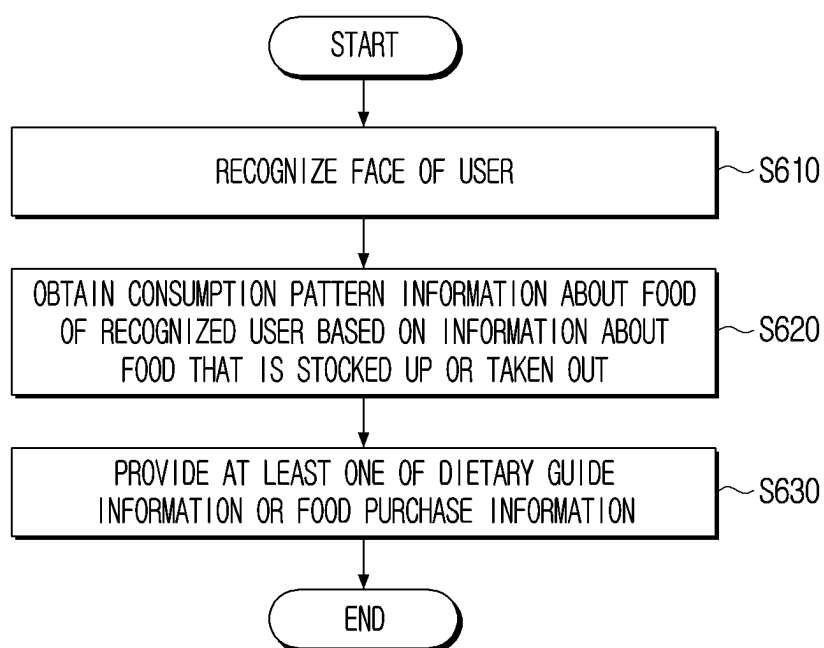 START
RECOGNIZE FACE OF USER
S610
OBTAIN CONSUMPTION PATTERN INFORMATION ABOUT FOOD
OF RECOGNIZED USER BASED ON INFORMATION ABOUT
FOOD THAT IS STOCKED UP OR TAKEN OUT
S620
PROVIDE AT LEAST ONE OF DIETARY GUIDE
INFORMATION OR FOOD PURCHASE INFORMATION
S630
END